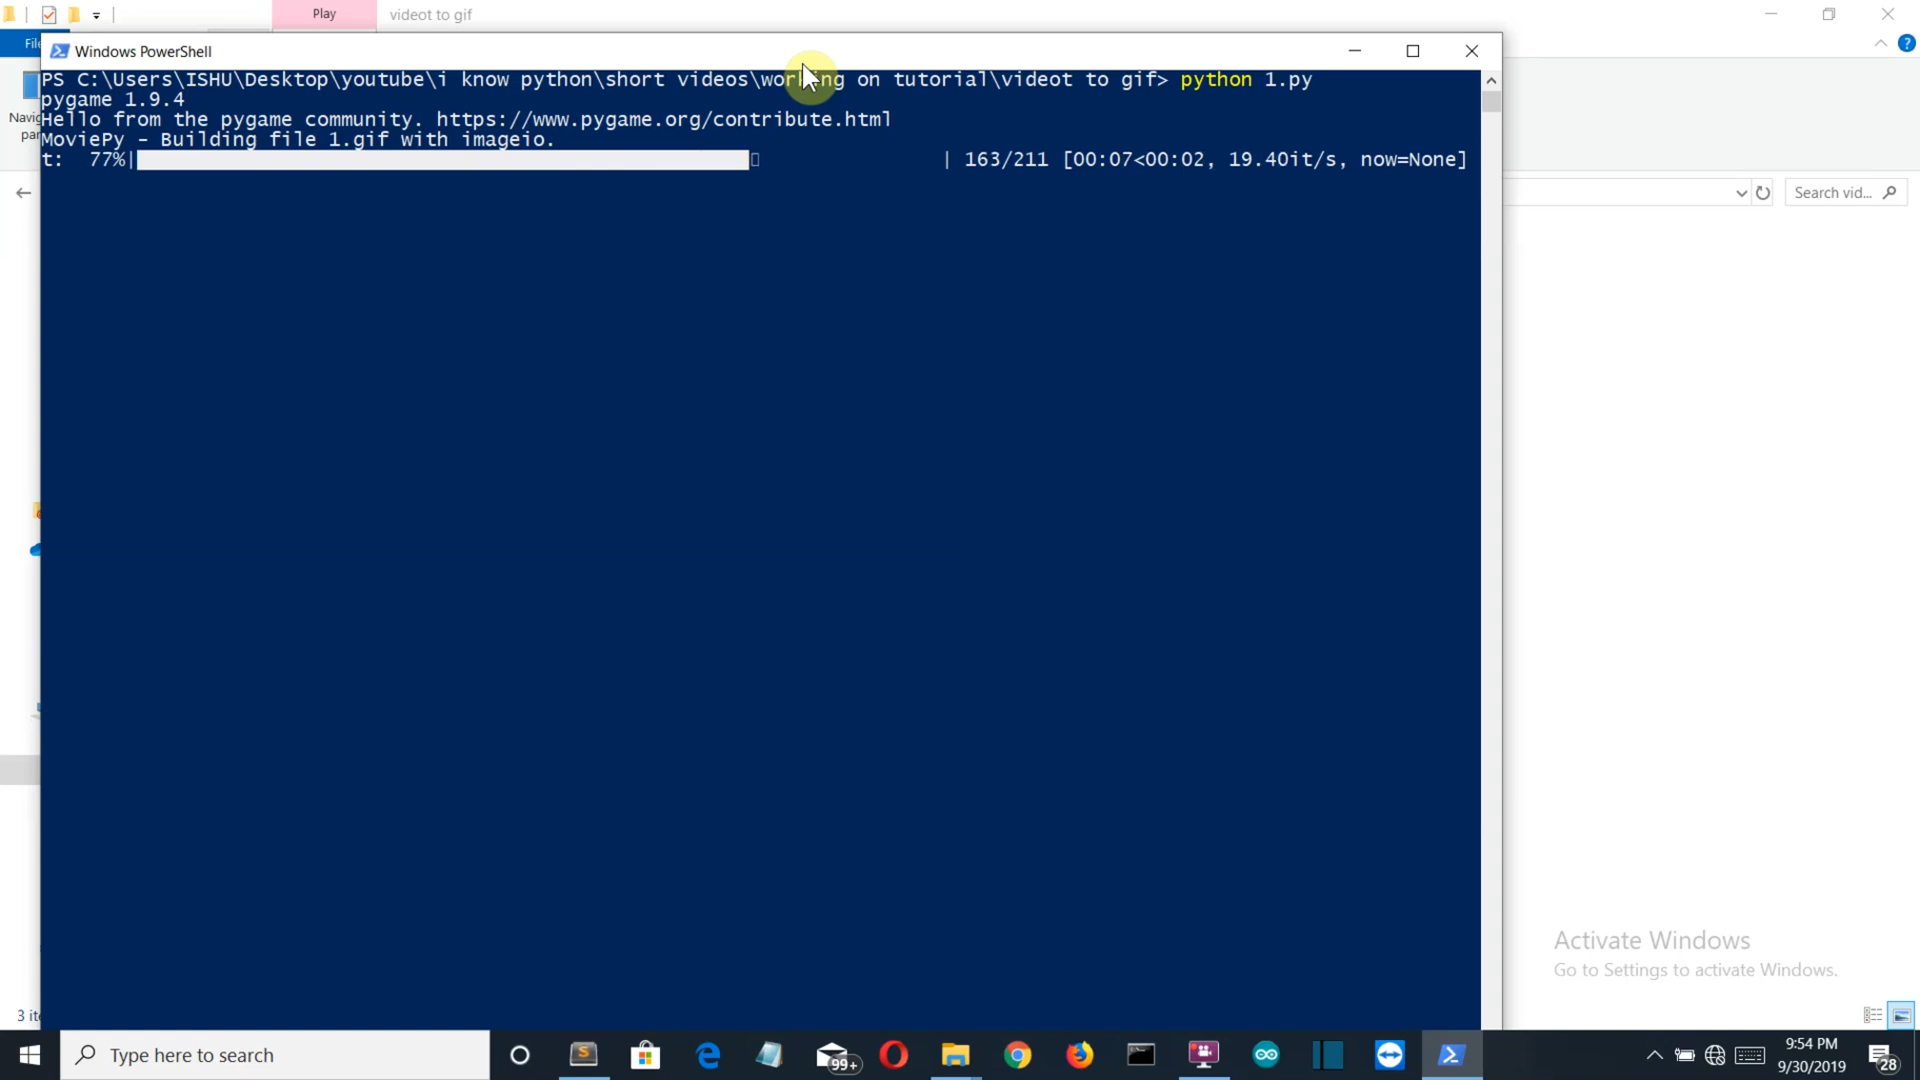 Play
videot to gif
Windows PowerShell
PS C:\Users\ISHU\Desktop\youtube\i know python\short videos\working on tutorial\videot to gif> python 1.py
pygame 1.9.4
Hello from the pygame community. https://www.pygame.org/contribute.html
MoviePy - Building file 1.gif with imageio.
t:  77%| | 163/211 [00:07<00:02, 19.40it/s, now=None]
Search vid...
Activate Windows
Go to Settings to activate Windows.
Type here to search
99+
9:54 PM
9/30/2019
28